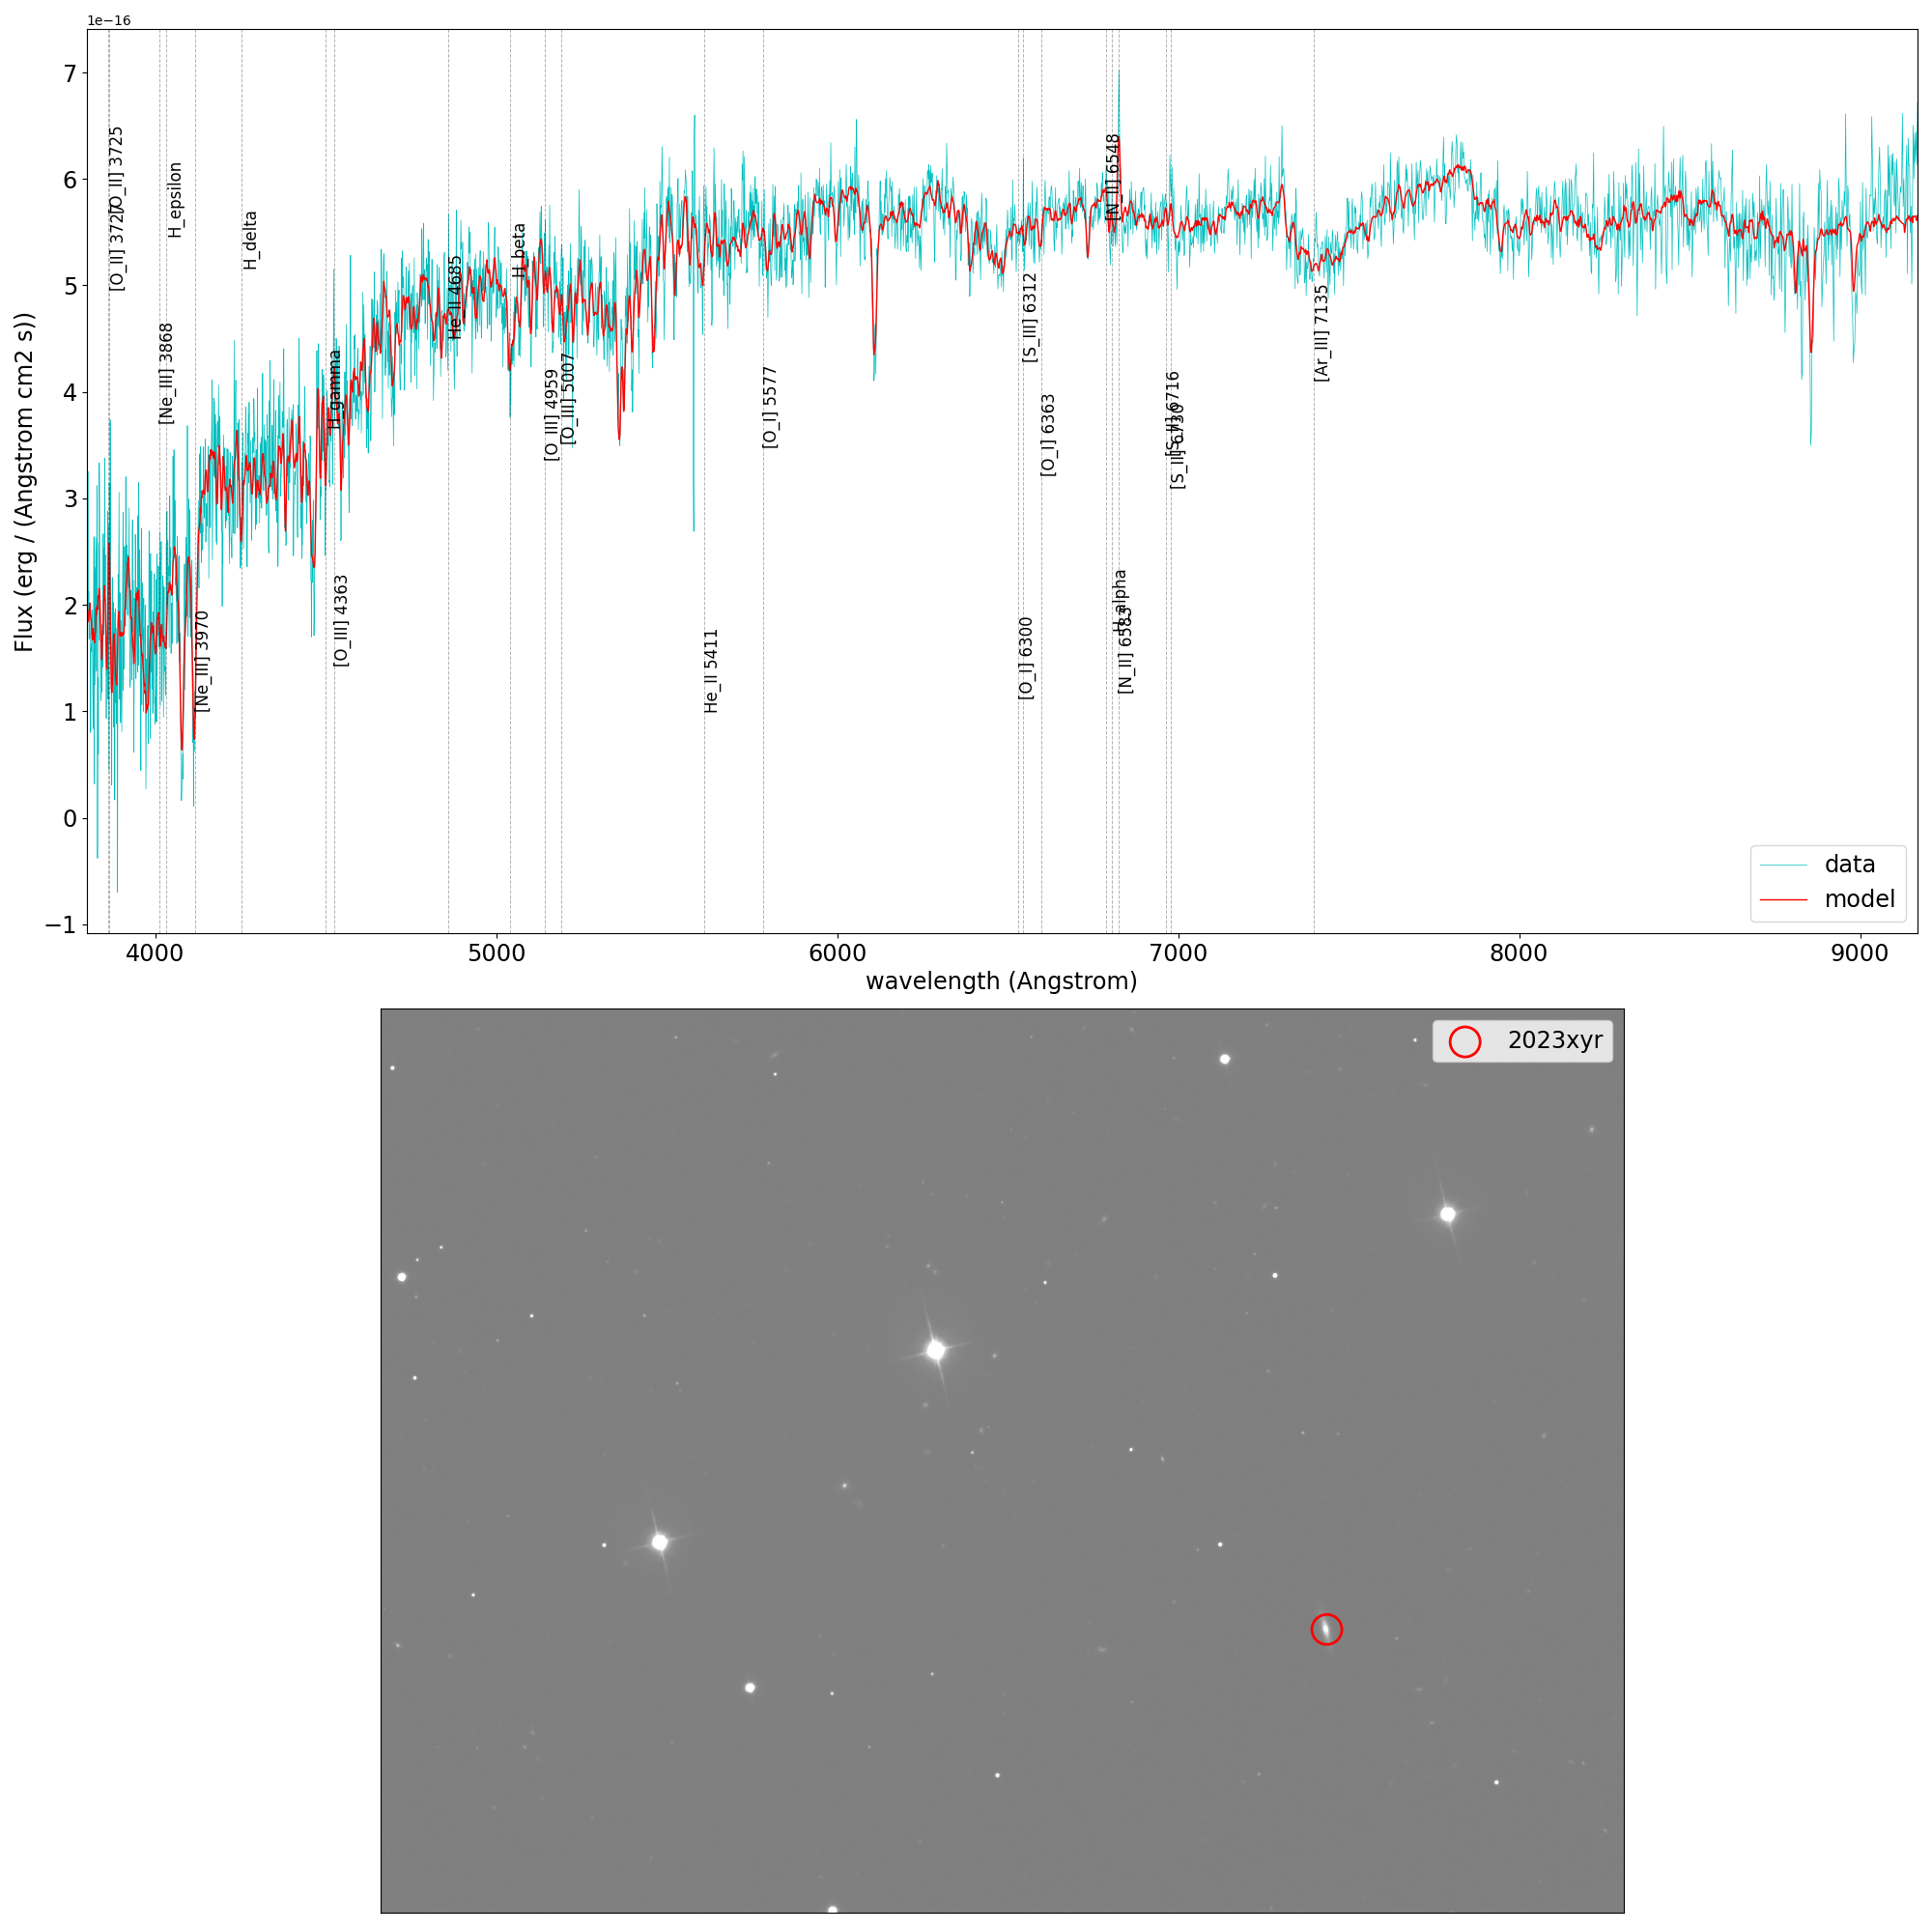 1e−16
Flux (erg / (Angstrom cm2 s))
7
6
5
4
3
2
1
0
−1
[O_II] 3725
[O_II] 3727
[Ne_III] 3868
H_epsilon
[Ne_III] 3970
H_delta
H_gamma
[O_III] 4363
He_II 4685
H_beta
[O_III] 4959
[O_III] 5007
He_II 5411
[O_I] 5577
[O_I] 6300
[S_III] 6312
[O_I] 6363
[N_II] 6548
H_alpha
[N_II] 6583
[S_II] 6716
[S_II] 6730
[Ar_III] 7135
data
model
4000 5000 6000 7000 8000 9000
wavelength (Angstrom)
2023xyr